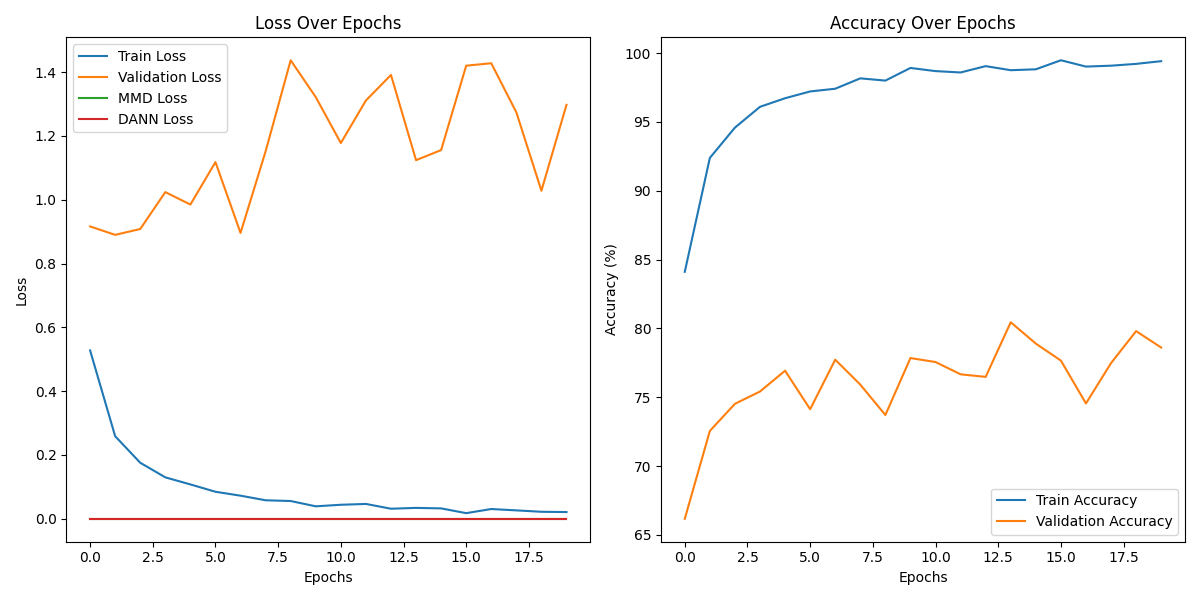 Loss Over Epochs
Train Loss
Validation Loss
MMD Loss
DANN Loss
1.4
1.2
1.0
0.8
0.6
0.4
0.2
0.0
Loss
0.0 2.5 5.0 7.5 10.0 12.5 15.0 17.5
Epochs
Accuracy Over Epochs
100
95
90
85
80
75
70
65
Accuracy (%)
Train Accuracy
Validation Accuracy
0.0 2.5 5.0 7.5 10.0 12.5 15.0 17.5
Epochs